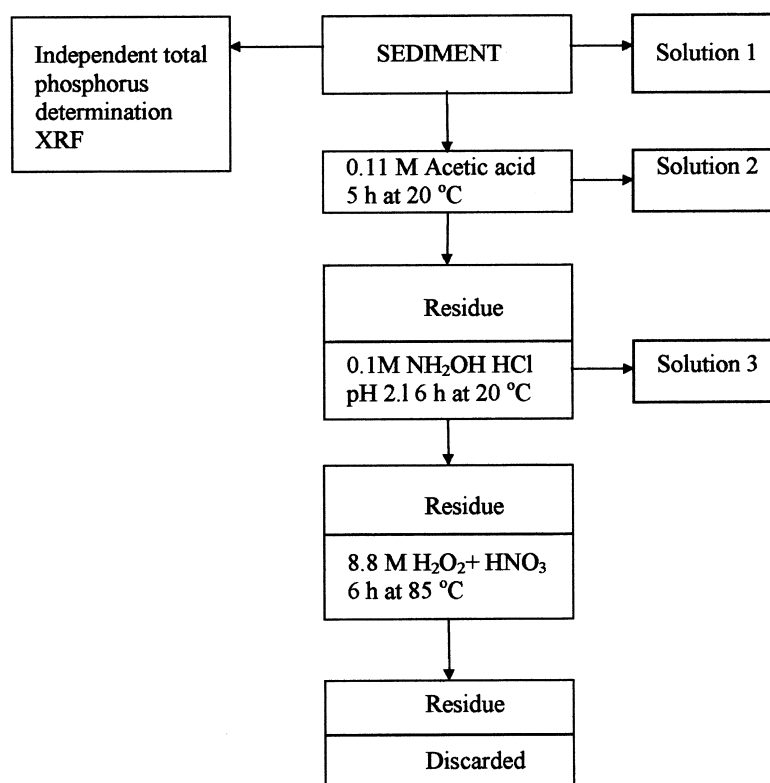 Independent total
phosphorus
determination
XRF
SEDIMENT
Solution 1
0.11 M Acetic acid
5 h at 20 °C
Solution 2
Residue
0.1M NH₂OH HCl
pH 2.l 6 h at 20 °C
Solution 3
Residue
8.8 M H₂O₂+ HNO₃
6 h at 85 °C
Residue
Discarded